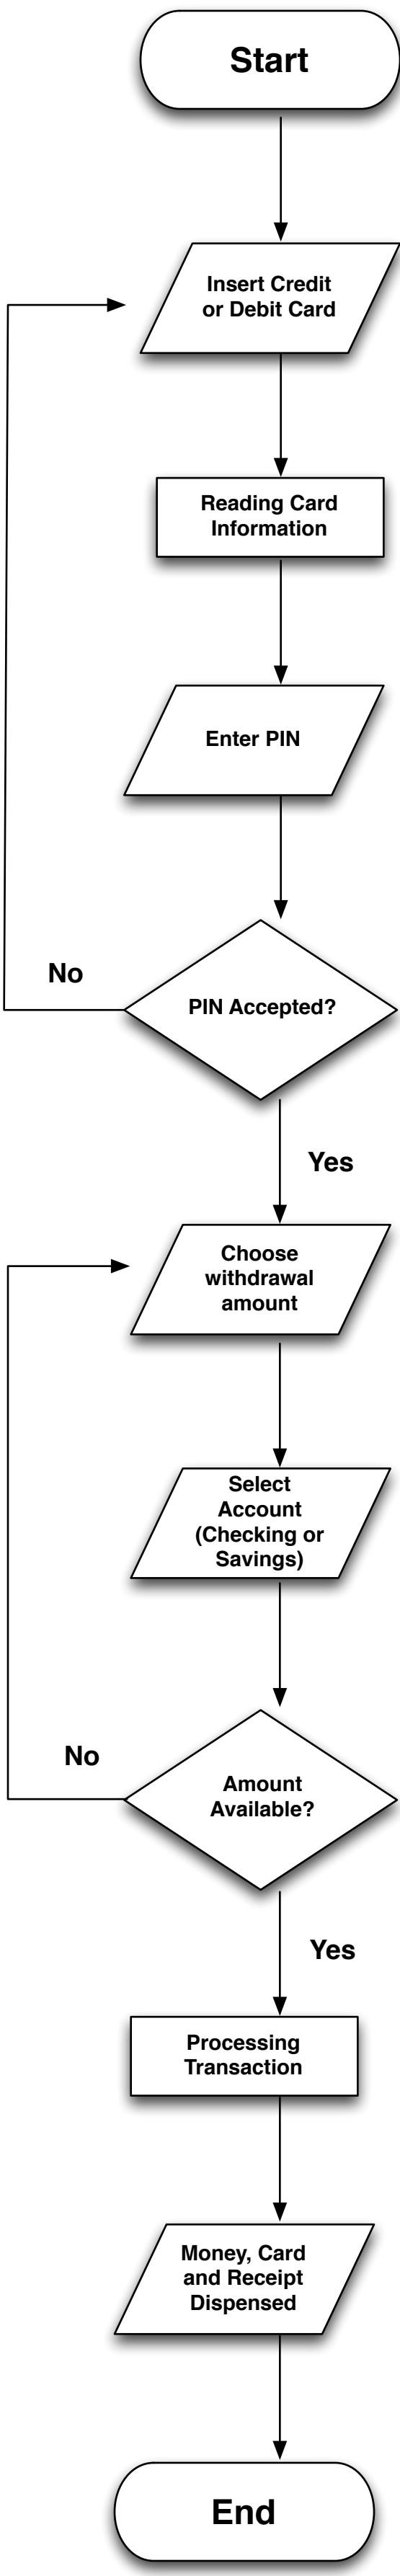 Start
Insert Credit
or Debit Card
Reading Card
Information
Enter PIN
No
PIN Accepted?
Yes
Choose
withdrawal
amount
Select
Account
(Checking or
Savings)
No
Amount
Available?
Yes
Processing
Transaction
Money, Card
and Receipt
Dispensed
End